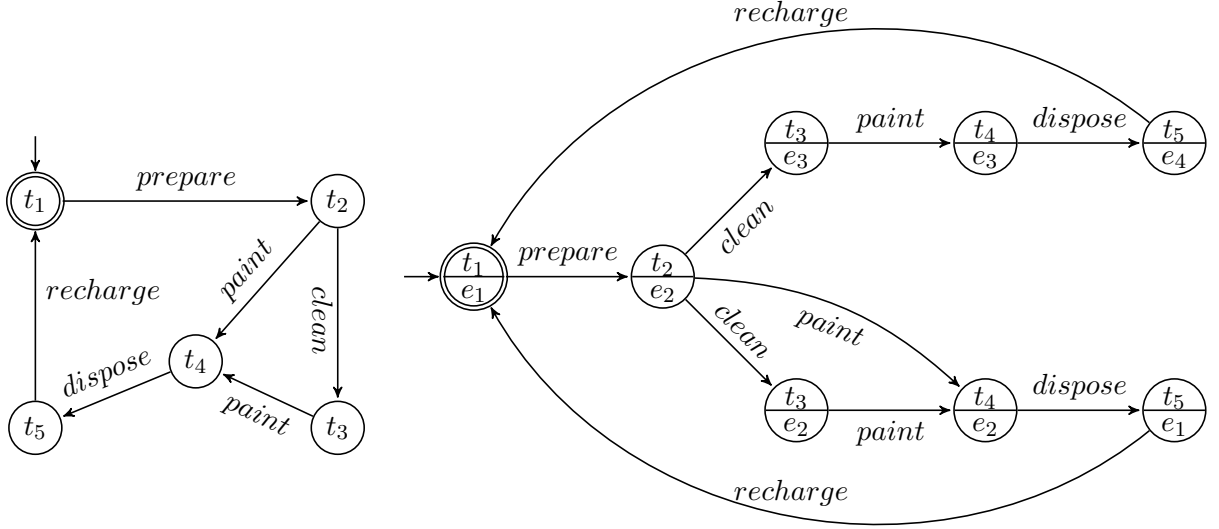 t1
prepare
t2
paint
clean
recharge
t4
dispose
paint
t5
t3
recharge
t3
e3
paint
t4
e3
dispose
t5
e4
clean
t1
e1
prepare
t2
e2
clean
paint
t3
e2
paint
t4
e2
dispose
t5
e1
recharge